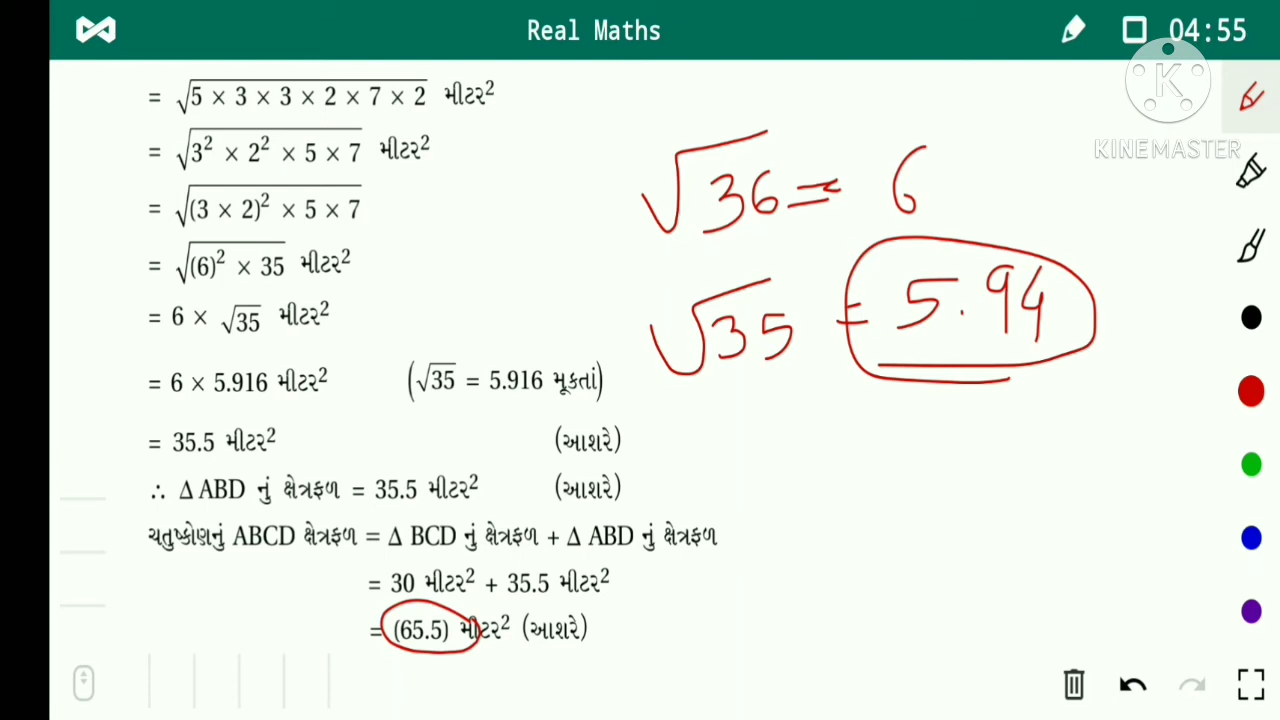 Real Maths
04:55
K
KINEMASTER
= √5 × 3 × 3 × 2 × 7 × 2 મીટર²
= √3² × 2² × 5 × 7 મીટર²
= √(3 × 2)² × 5 × 7
= √(6)² × 35 મીટર²
= 6 × √35 મીટર²
= 6 × 5.916 મીટર² (√35 = 5.916 મૂકતાં)
= 35.5 મીટર² (આશરે)
∴ Δ ABD નું ક્ષેત્રફળ = 35.5 મીટર² (આશરે)
ચતુષ્કોણનું ABCD ક્ષેત્રફળ = Δ BCD નું ક્ષેત્રફળ + Δ ABD નું ક્ષેત્રફળ
= 30 મીટર² + 35.5 મીટર²
= (65.5) મીટર² (આશરે)
√36 = 6
√35 = 5.94